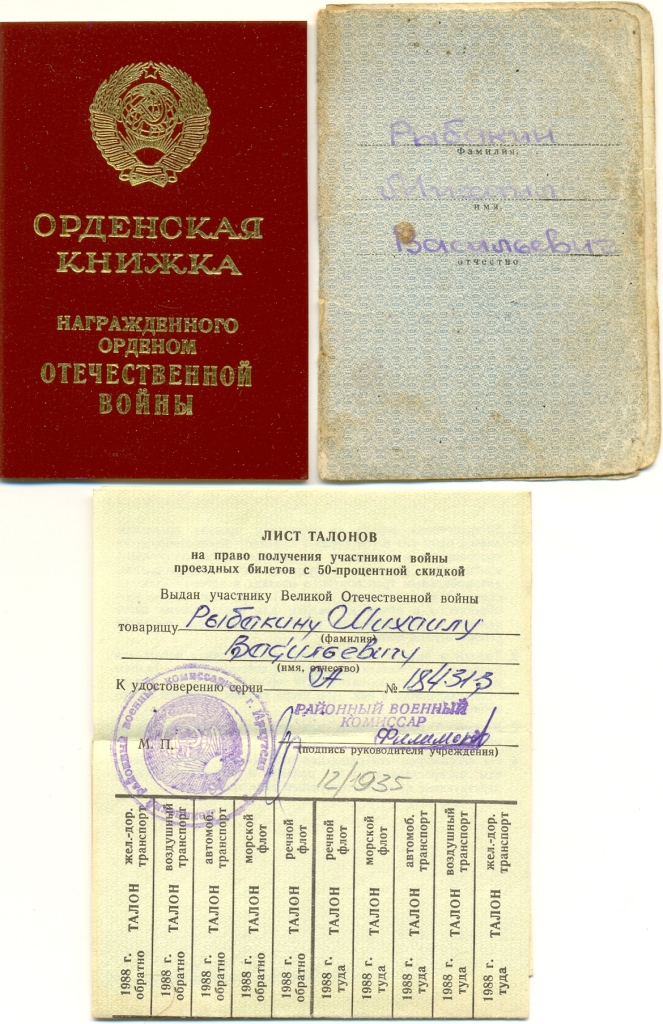 ОРДЕНСКАЯ
КНИЖКА
НАГРАЖДЕННОГО
ОРДЕНОМ
ОТЕЧЕСТВЕННОЙ
ВОЙНЫ
Рыбакин
Фамилия.
Михаил
имя.
Васильевич
отчество
ЛИСТ ТАЛОНОВ
на право получения участником войны
проездных билетов с 50-процентной скидкой
Выдан участнику Великой Отечественной войны
товарищу Рыбакину Михаилу
(фамилия)
Васильевичу
(имя, отчество)
К удостоверению серии А № 184313
РАЙОННЫЙ ВОЕННЫЙ
КОМИССАР
М. П.
(подпись руководителя учреждения)
районный военный комиссариат г. Иркутска
12/1935
1988 г. ТАЛОН жел.-дор.
обратно транспорт
1988 г. ТАЛОН воздушный
обратно транспорт
1988 г. ТАЛОН автомоб.
обратно транспорт
1988 г. ТАЛОН морской
обратно флот
1988 г. ТАЛОН речной
обратно флот
1988 г. ТАЛОН речной
туда флот
1988 г. ТАЛОН морской
туда флот
1988 г. ТАЛОН автомоб.
туда транспорт
1988 г. ТАЛОН воздушный
туда транспорт
1988 г. ТАЛОН жел.-дор.
туда транспорт